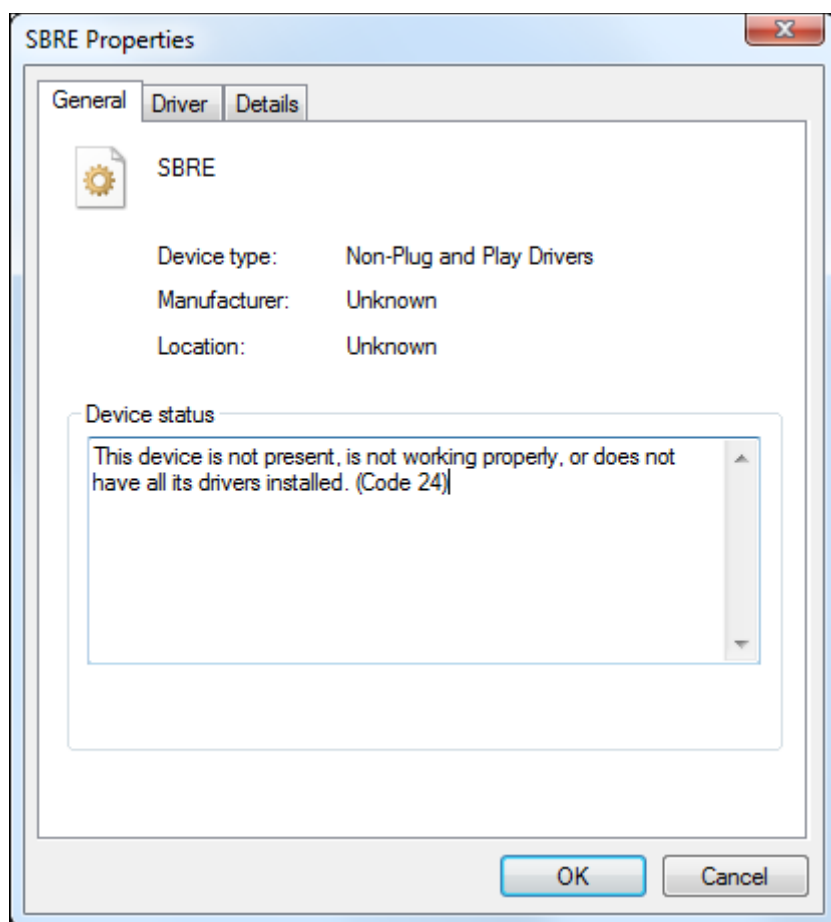 SBRE Properties
General Driver Details
SBRE
Device type: Non-Plug and Play Drivers
Manufacturer: Unknown
Location: Unknown
Device status
This device is not present, is not working properly, or does not
have all its drivers installed. (Code 24)
OK Cancel